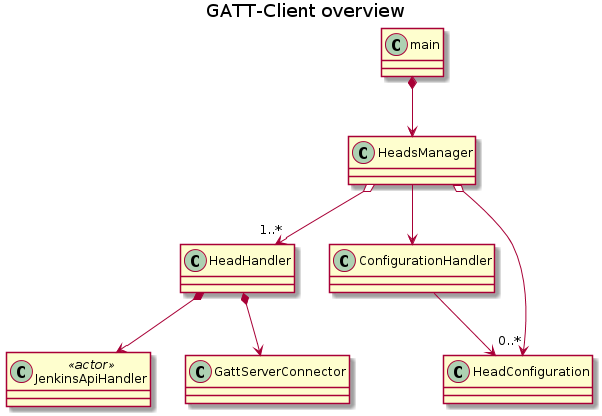 GATT-Client overview
C main
C HeadsManager
1..*
C HeadHandler
C ConfigurationHandler
0..*
C «actor»
JenkinsApiHandler
C GattServerConnector
C HeadConfiguration